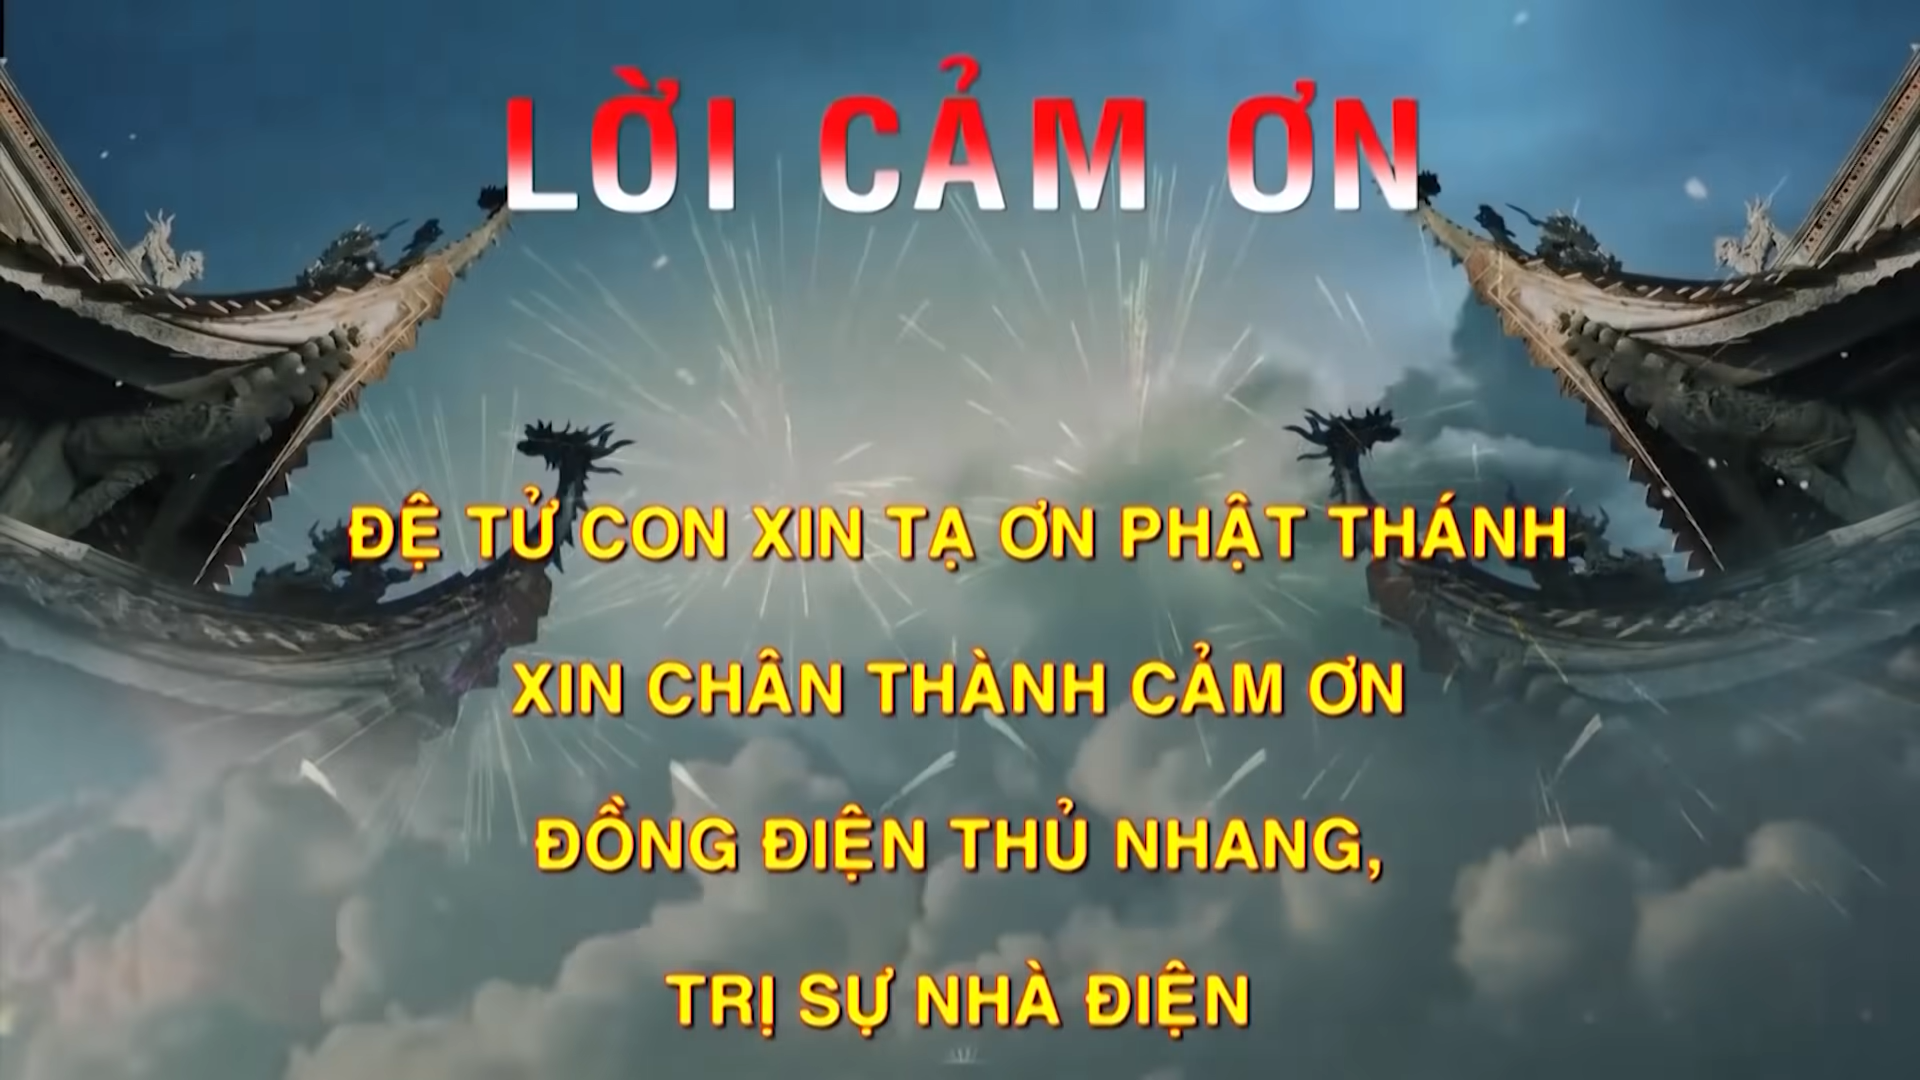 LỜI CẢM ƠN
ĐỆ TỬ CON XIN TẠ ƠN PHẬT THÁNH
XIN CHÂN THÀNH CẢM ƠN
ĐỒNG ĐIỆN THỦ NHANG,
TRỊ SỰ NHÀ ĐIỆN